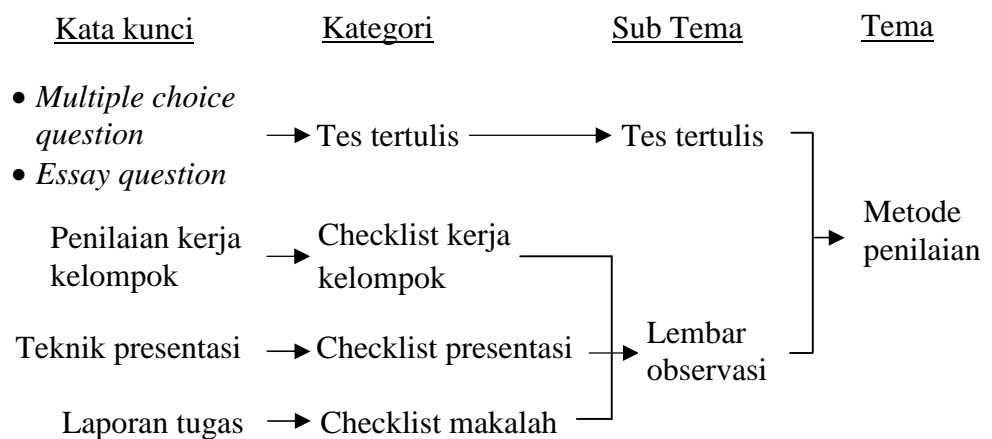 Kata kunci Kategori Sub Tema Tema
• Multiple choice
question
• Essay question
Tes tertulis
Tes tertulis
Penilaian kerja
kelompok
Checklist kerja
kelompok
Teknik presentasi
Checklist presentasi
Lembar
observasi
Laporan tugas
Checklist makalah
Metode
penilaian